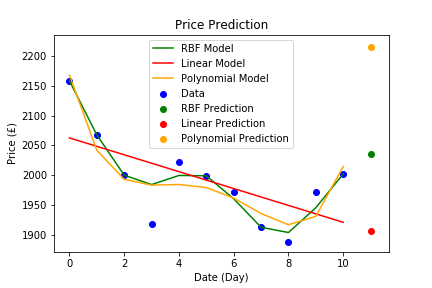 Price Prediction
RBF Model
Linear Model
Polynomial Model
Data
RBF Prediction
Linear Prediction
Polynomial Prediction
2200
2150
2100
2050
2000
1950
1900
Price (£)
0 2 4 6 8 10
Date (Day)